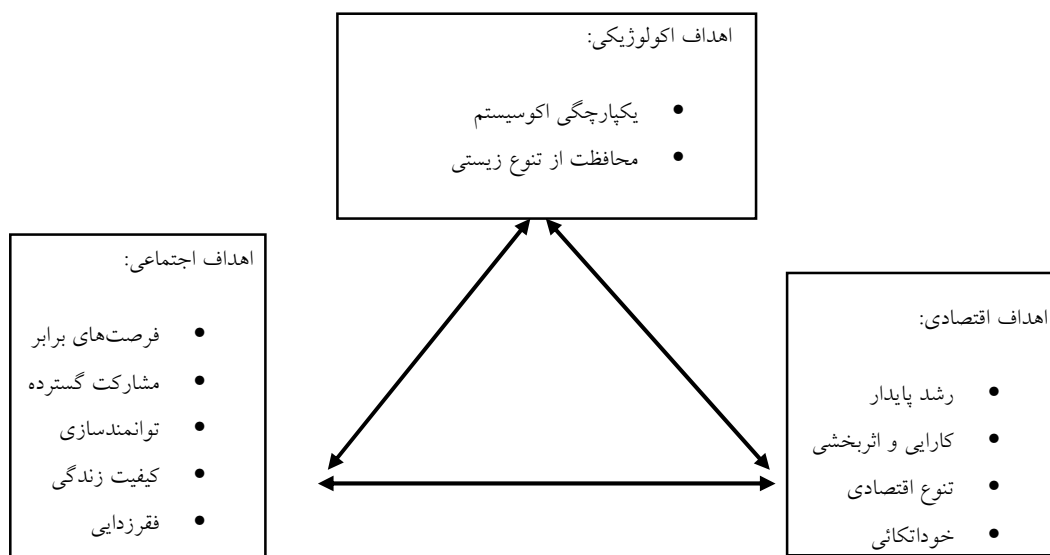 اهداف اکولوژیکی:
• یکپارچگی اکوسیستم
• محافظت از تنوع زیستی
اهداف اقتصادی:
• رشد پایدار
• کارایی و اثربخشی
• تنوع اقتصادی
• خوداتکائی
اهداف اجتماعی:
• فرصت‌های برابر
• مشارکت گسترده
• توانمندسازی
• کیفیت زندگی
• فقرزدایی